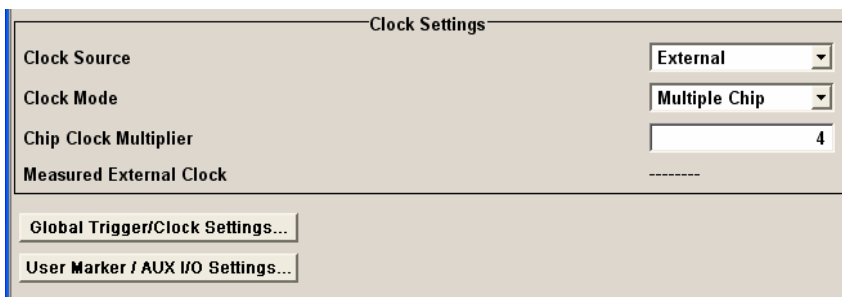 Clock Settings
Clock Source External
Clock Mode Multiple Chip
Chip Clock Multiplier 4
Measured External Clock --------
Global Trigger/Clock Settings...
User Marker / AUX I/O Settings...